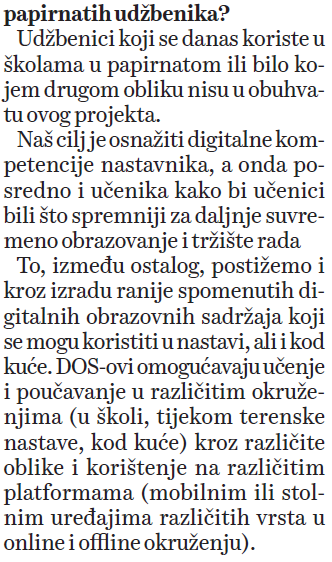 papirnatih udžbenika?
Udžbenici koji se danas koriste u
školama u papirnatom ili bilo ko-
jem drugom obliku nisu u obuhva-
tu ovog projekta.
Naš cilj je osnažiti digitalne kom-
petencije nastavnika, a onda po-
sredno i učenika kako bi učenici
bili što spremniji za daljnje suvre-
meno obrazovanje i tržište rada
To, između ostalog, postižemo i
kroz izradu ranije spomenutih di-
gitalnih obrazovnih sadržaja koji
se mogu koristiti u nastavi, ali i kod
kuće. DOS-ovi omogućavaju učenje
i poučavanje u različitim okruže-
njima (u školi, tijekom terenske
nastave, kod kuće) kroz različite
oblike i korištenje na različitim
platformama (mobilnim ili stol-
nim uređajima različitih vrsta u
online i offline okruženju).